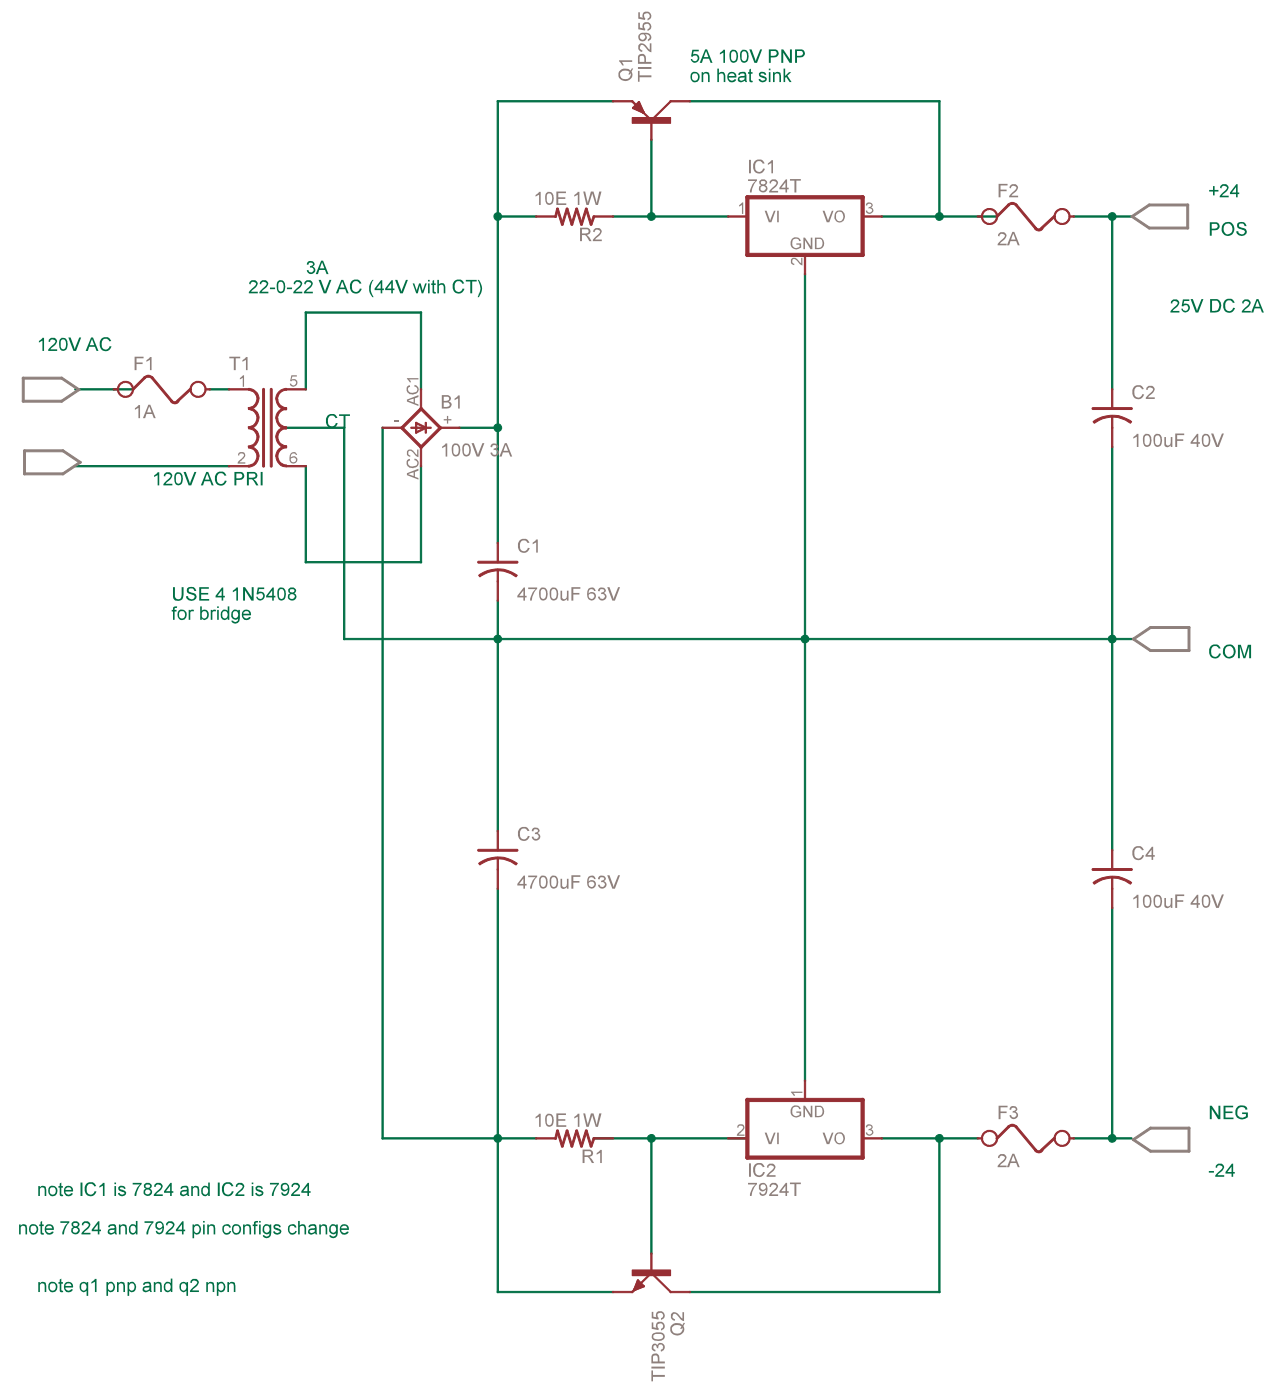 Q1
TIP2955
5A 100V PNP
on heat sink
IC1
7824T
10E 1W
R2
1
VI
VO
3
GND
2
F2
2A
+24
POS
25V DC 2A
3A
22-0-22 V AC (44V with CT)
120V AC
F1
1A
T1
1
5
CT
2
6
120V AC PRI
AC1
B1
-
+
AC2
100V 3A
C2
100uF 40V
C1
4700uF 63V
USE 4 1N5408
for bridge
COM
C3
4700uF 63V
C4
100uF 40V
10E 1W
R1
1
GND
2
VI
VO
3
IC2
7924T
F3
2A
NEG
-24
note IC1 is 7824 and IC2 is 7924
note 7824 and 7924 pin configs change
note q1 pnp and q2 npn
TIP3055
Q2